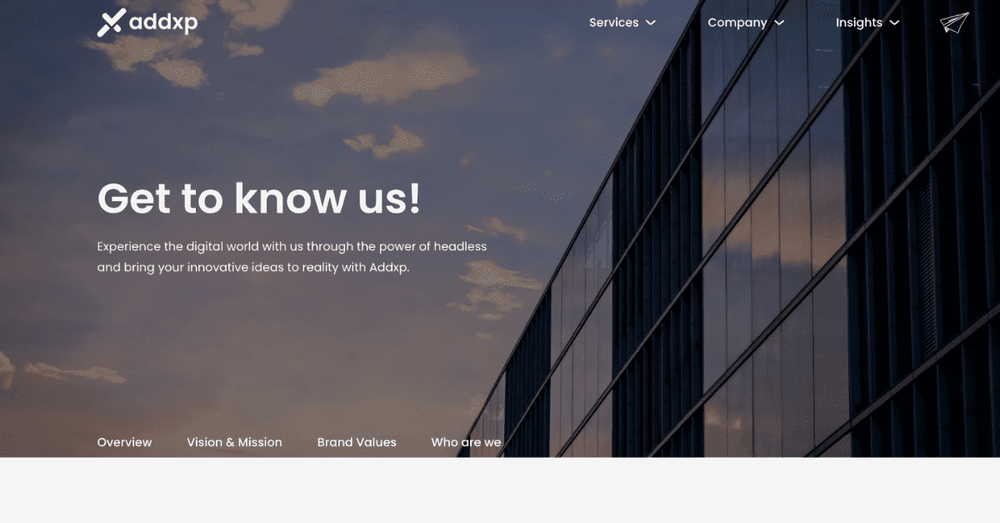 addxp
Services
Company
Insights
Get to know us!
Experience the digital world with us through the power of headless
and bring your innovative ideas to reality with Addxp.
Overview
Vision & Mission
Brand Values
Who are we